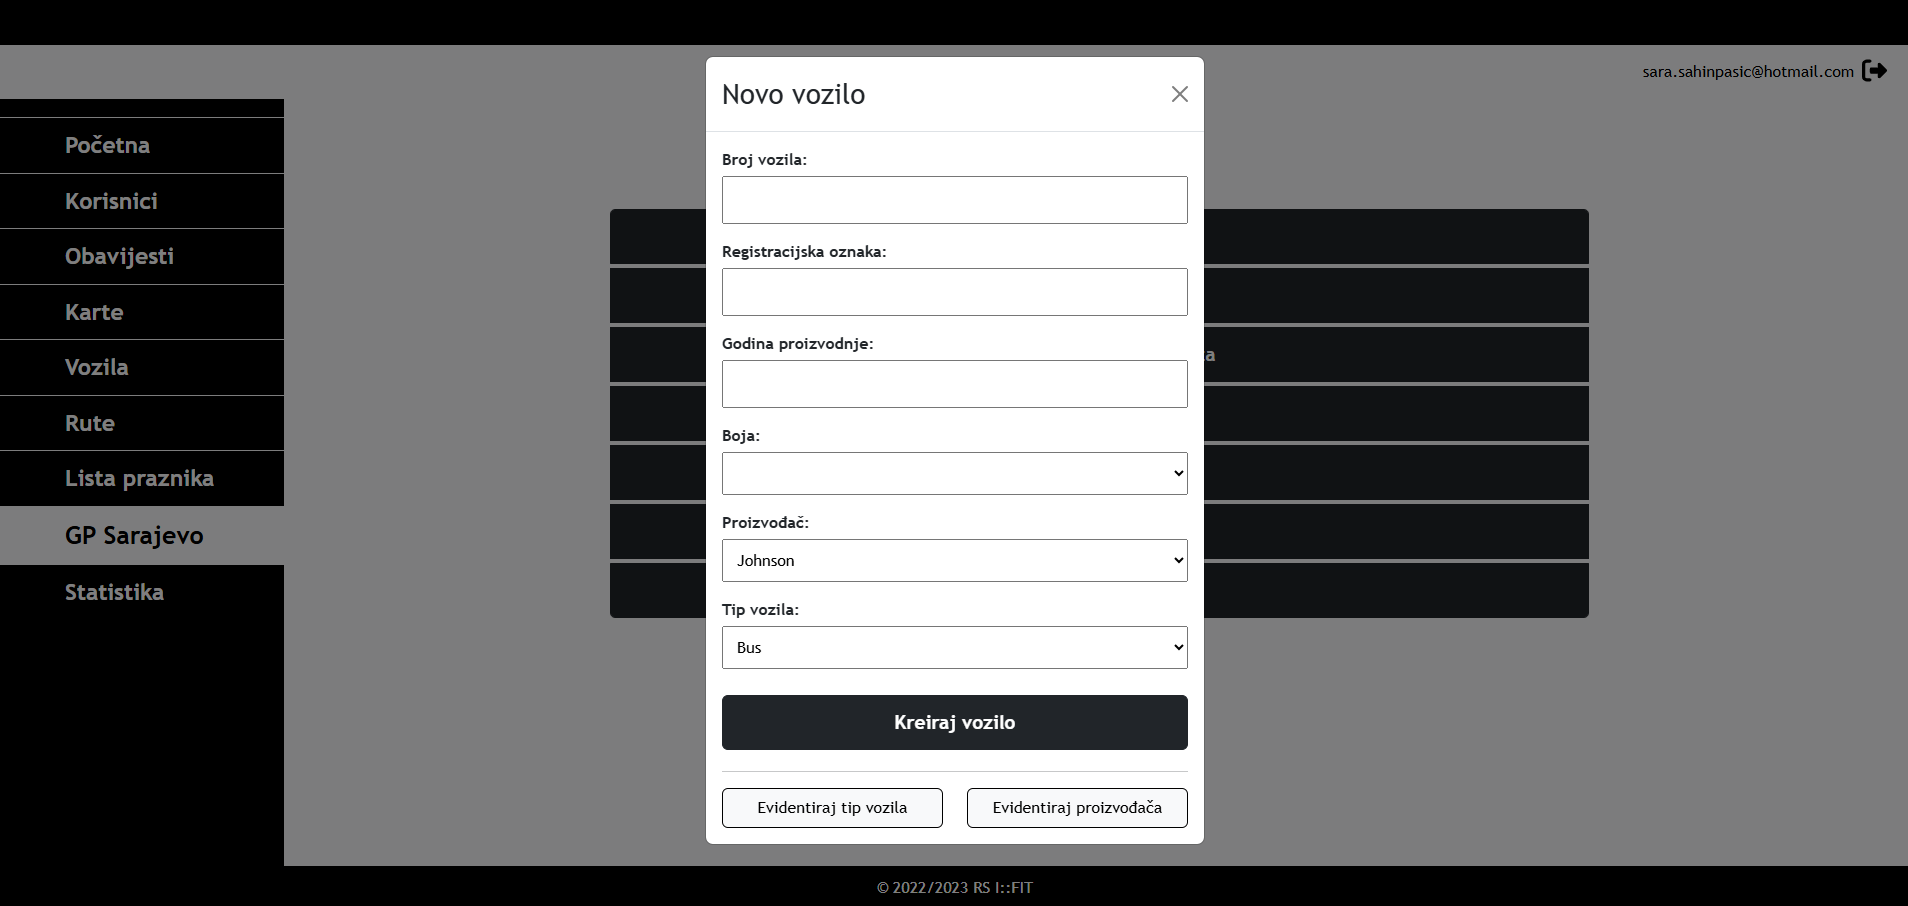 sara.sahinpasic@hotmail.com
Početna
Korisnici
Obavijesti
Karte
Vozila
Rute
Lista praznika
GP Sarajevo
Statistika
Novo vozilo
Broj vozila:
Registracijska oznaka:
Godina proizvodnje:
Boja:
Proizvođač:
Johnson
Tip vozila:
Bus
Kreiraj vozilo
Evidentiraj tip vozila
Evidentiraj proizvođača
© 2022/2023 RS I::FIT